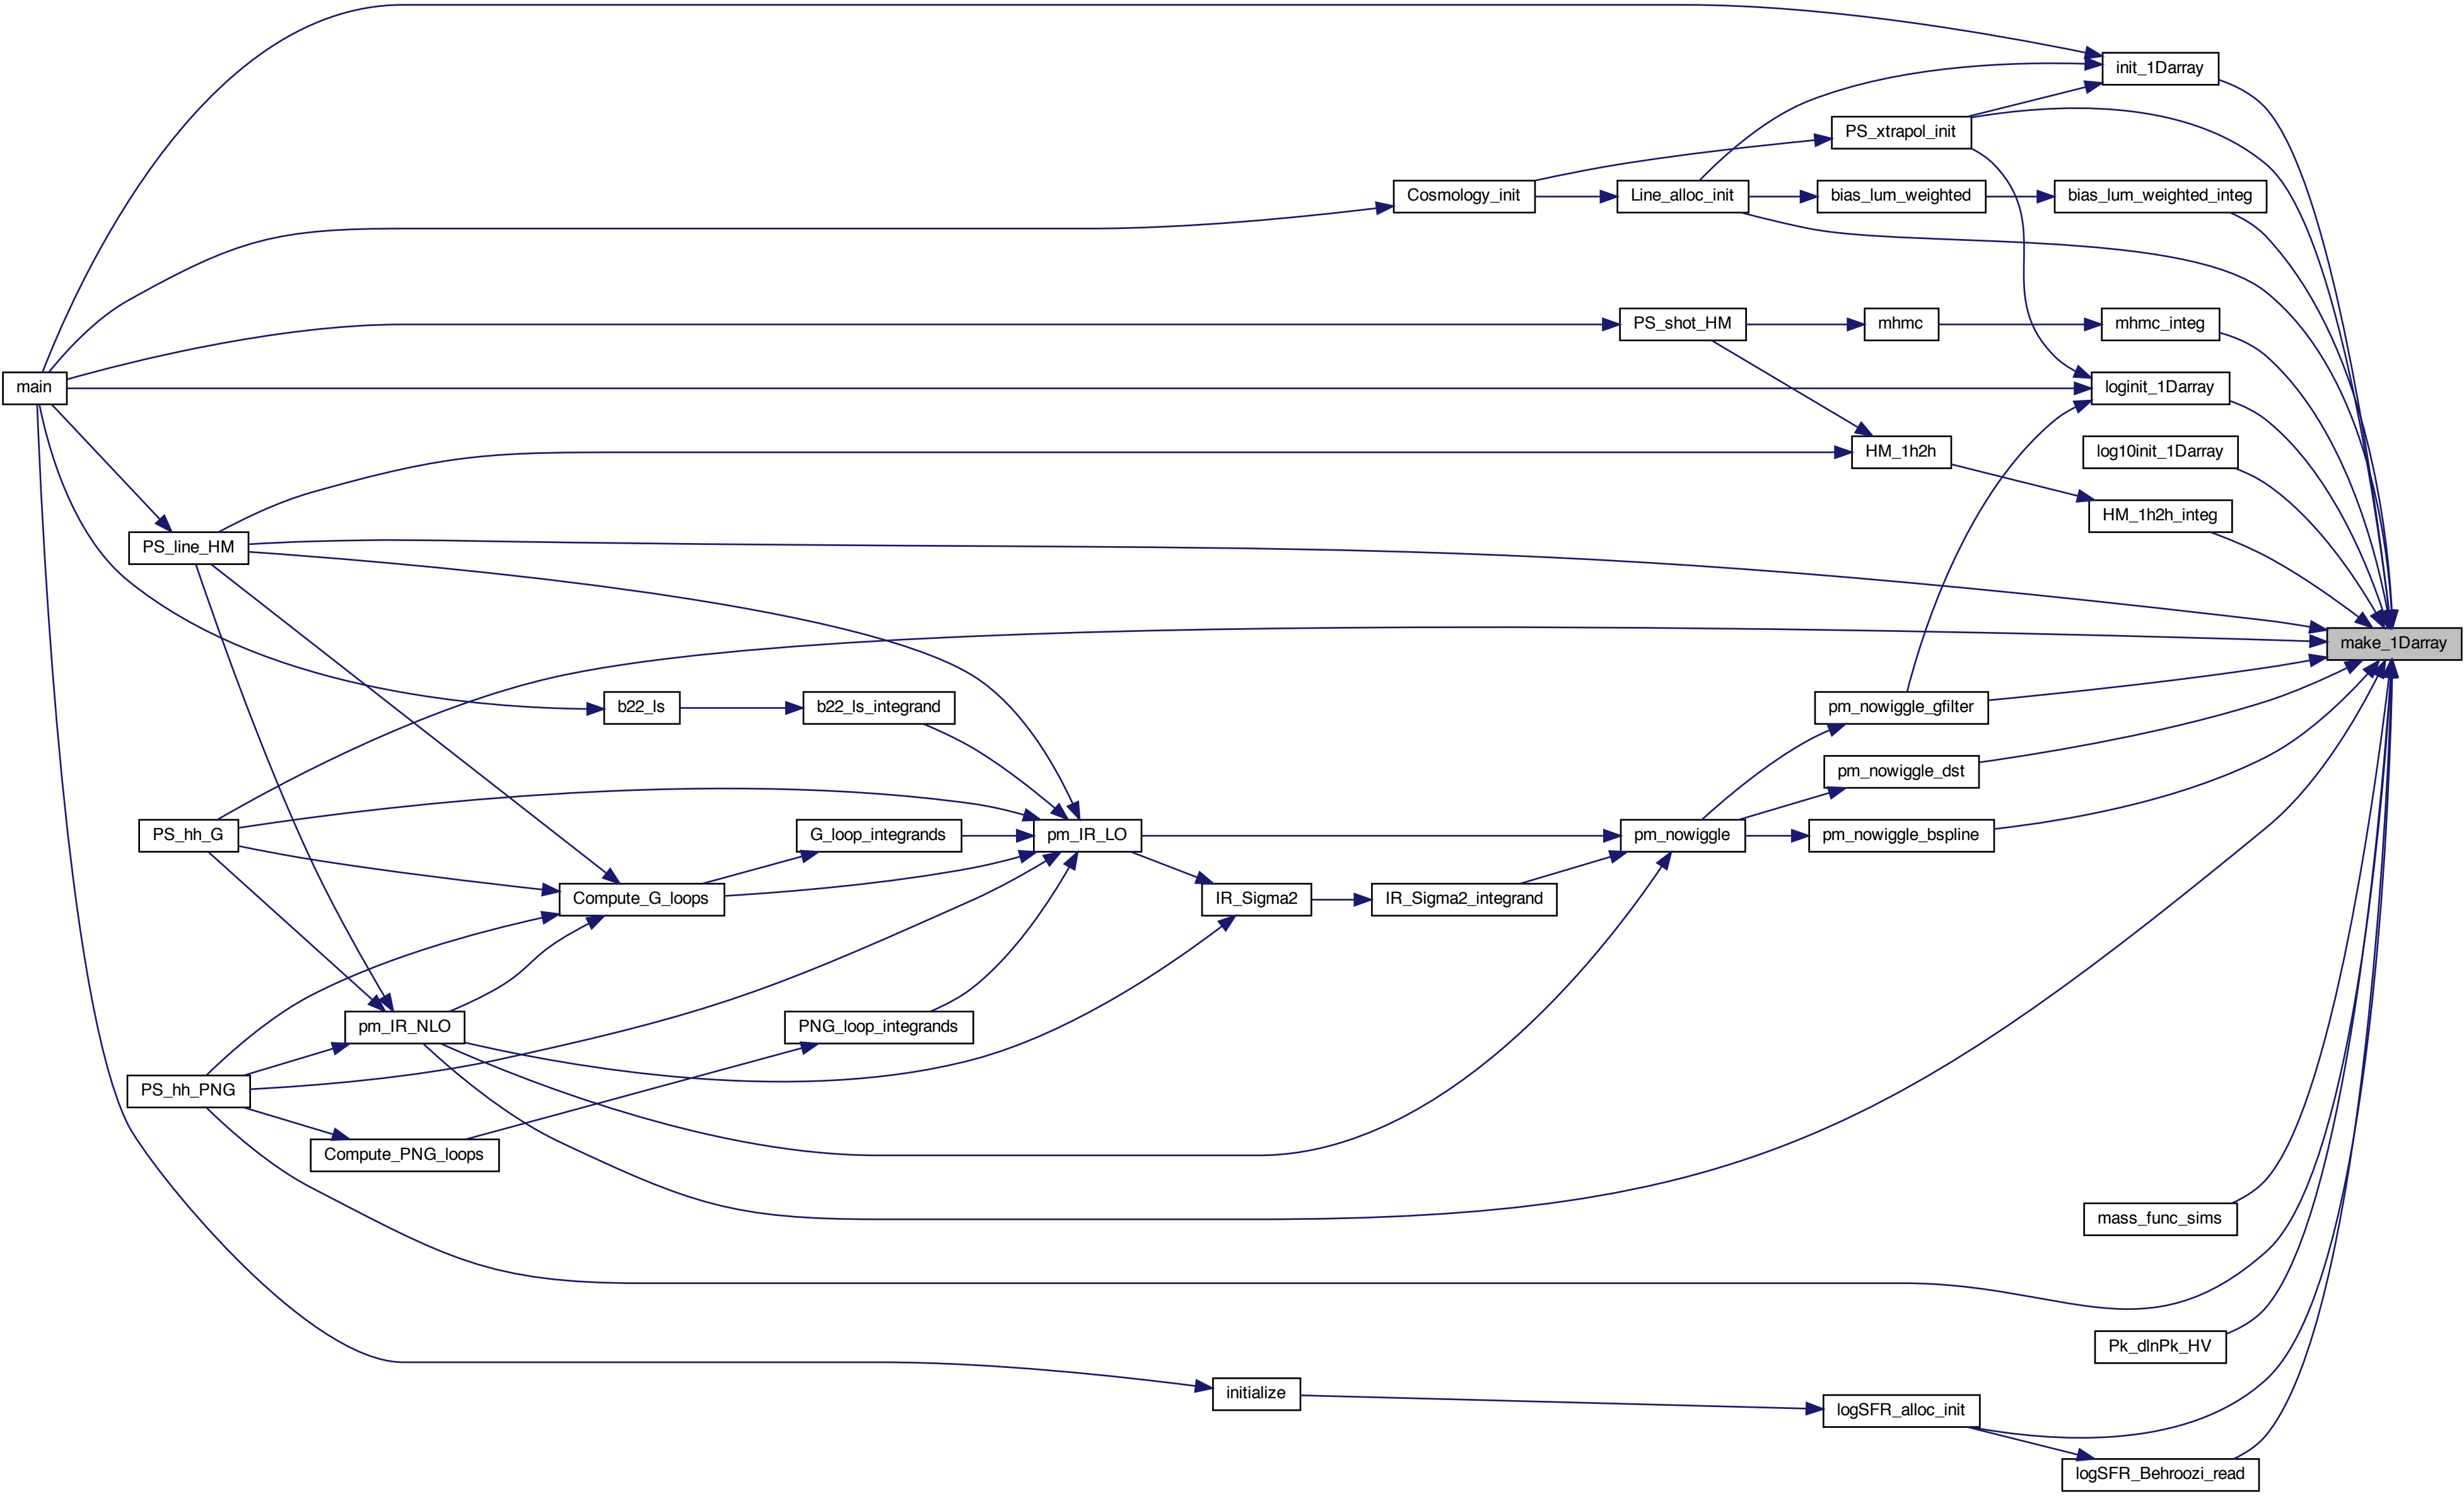 init_1Darray
PS_xtrapol_init
Cosmology_init
Line_alloc_init
bias_lum_weighted
bias_lum_weighted_integ
PS_shot_HM
mhmc
mhmc_integ
main
loginit_1Darray
HM_1h2h
log10init_1Darray
HM_1h2h_integ
PS_line_HM
make_1Darray
b22_ls
b22_ls_integrand
pm_nowiggle_gfilter
pm_nowiggle_dst
PS_hh_G
G_loop_integrands
pm_IR_LO
pm_nowiggle
pm_nowiggle_bspline
Compute_G_loops
IR_Sigma2
IR_Sigma2_integrand
pm_IR_NLO
PNG_loop_integrands
PS_hh_PNG
Compute_PNG_loops
mass_func_sims
Pk_dlnPk_HV
initialize
logSFR_alloc_init
logSFR_Behroozi_read